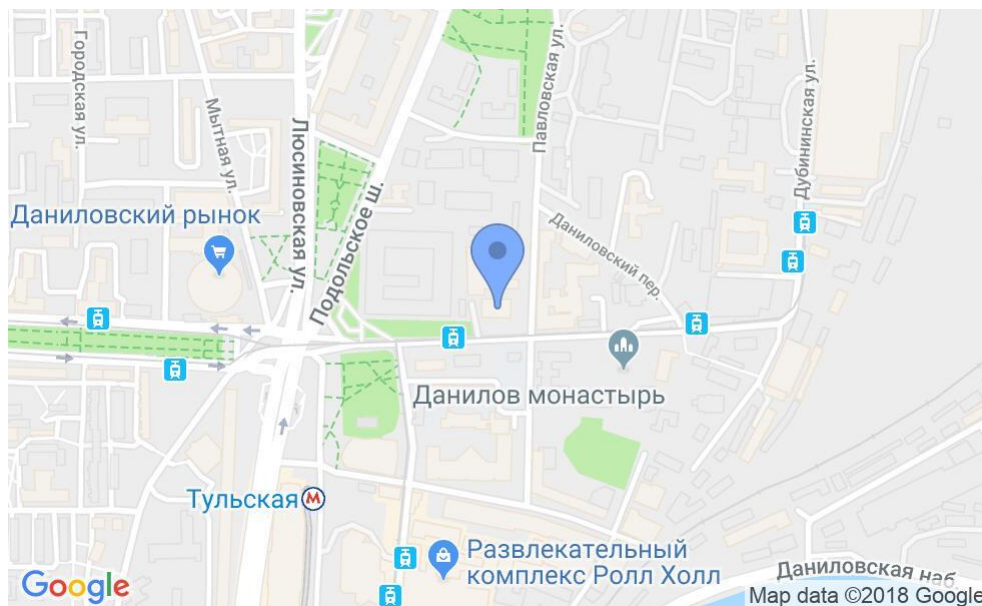 Городская ул.
Мытная ул.
Люсиновская ул.
Подольское ш.
Павловская ул.
Дубининская ул.
Даниловский рынок
Даниловский пер.
Данилов монастырь
Тульская М
Развлекательный
комплекс Ролл Холл
Даниловская наб
Google
Map data ©2018 Google